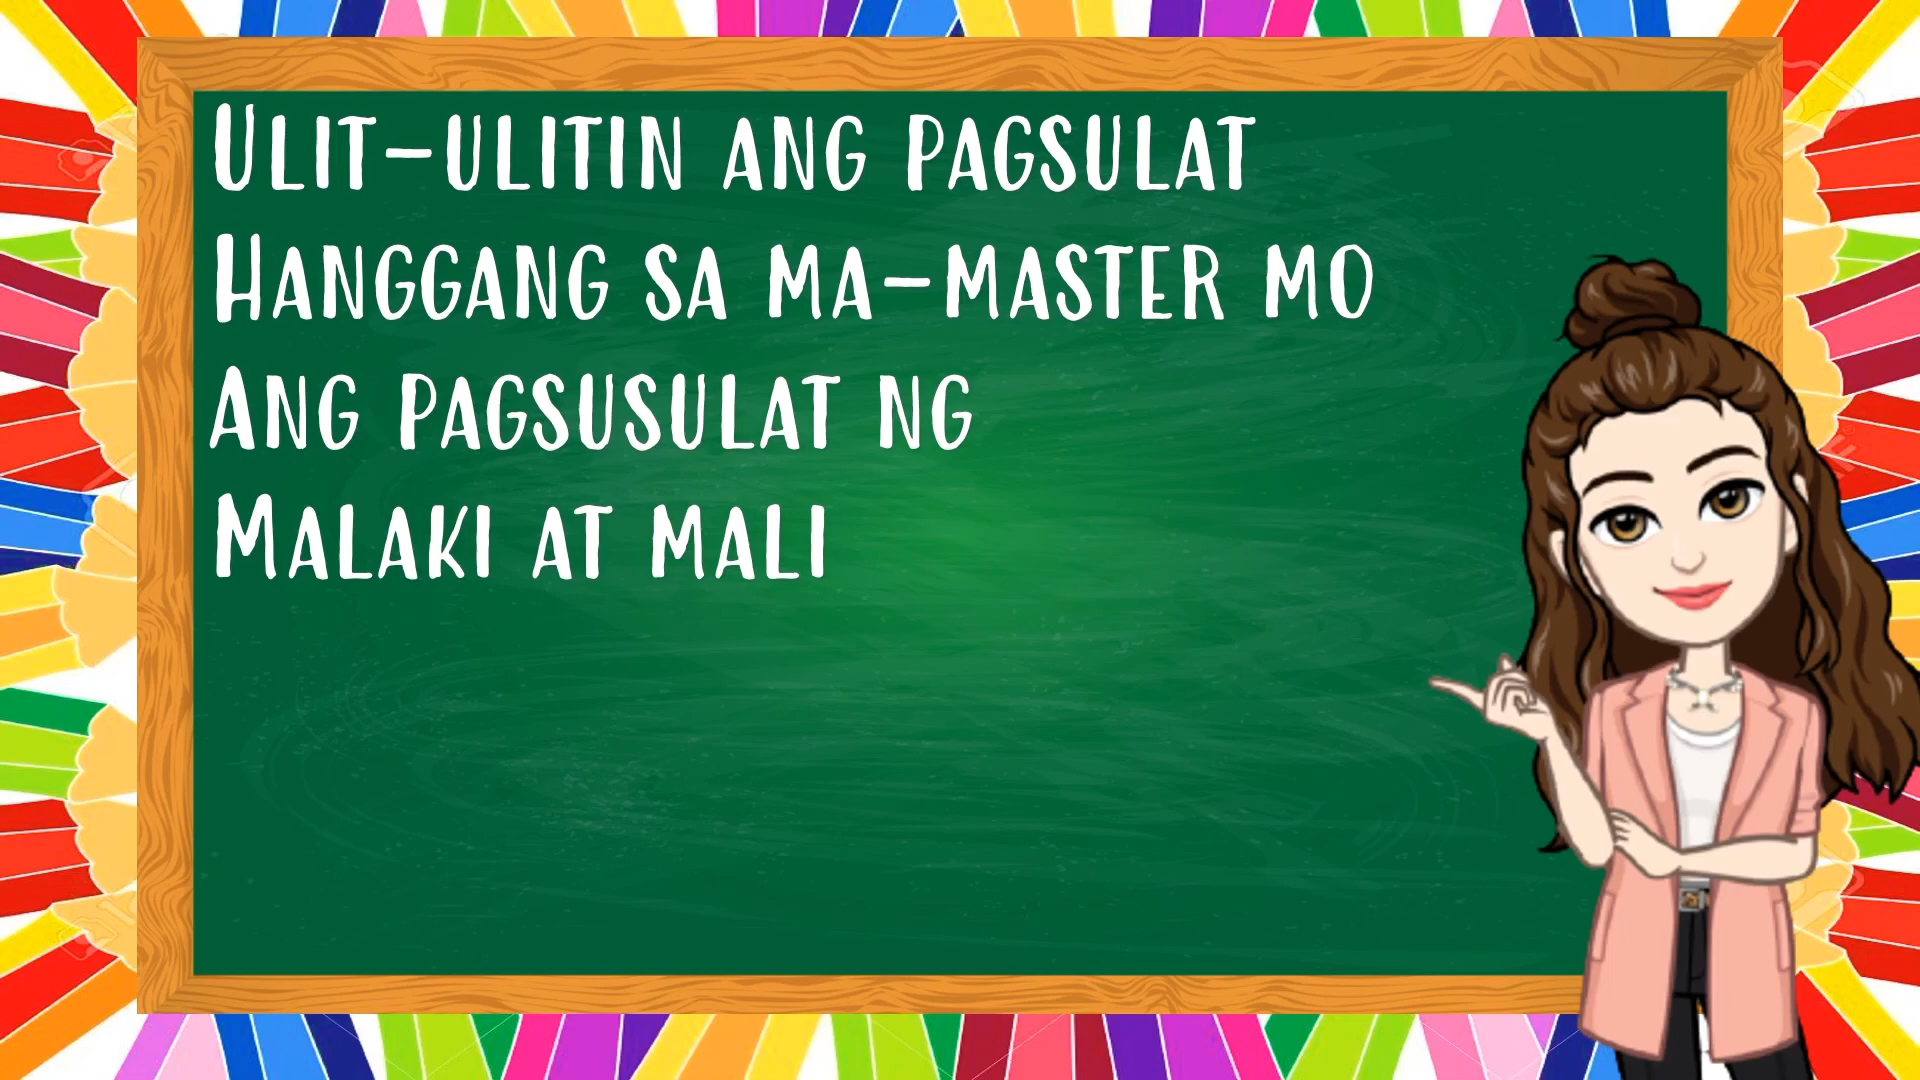 Ulit-ulitin ang pagsulat
Hanggang sa ma-master mo
Ang pagsusulat ng
Malaki at mali